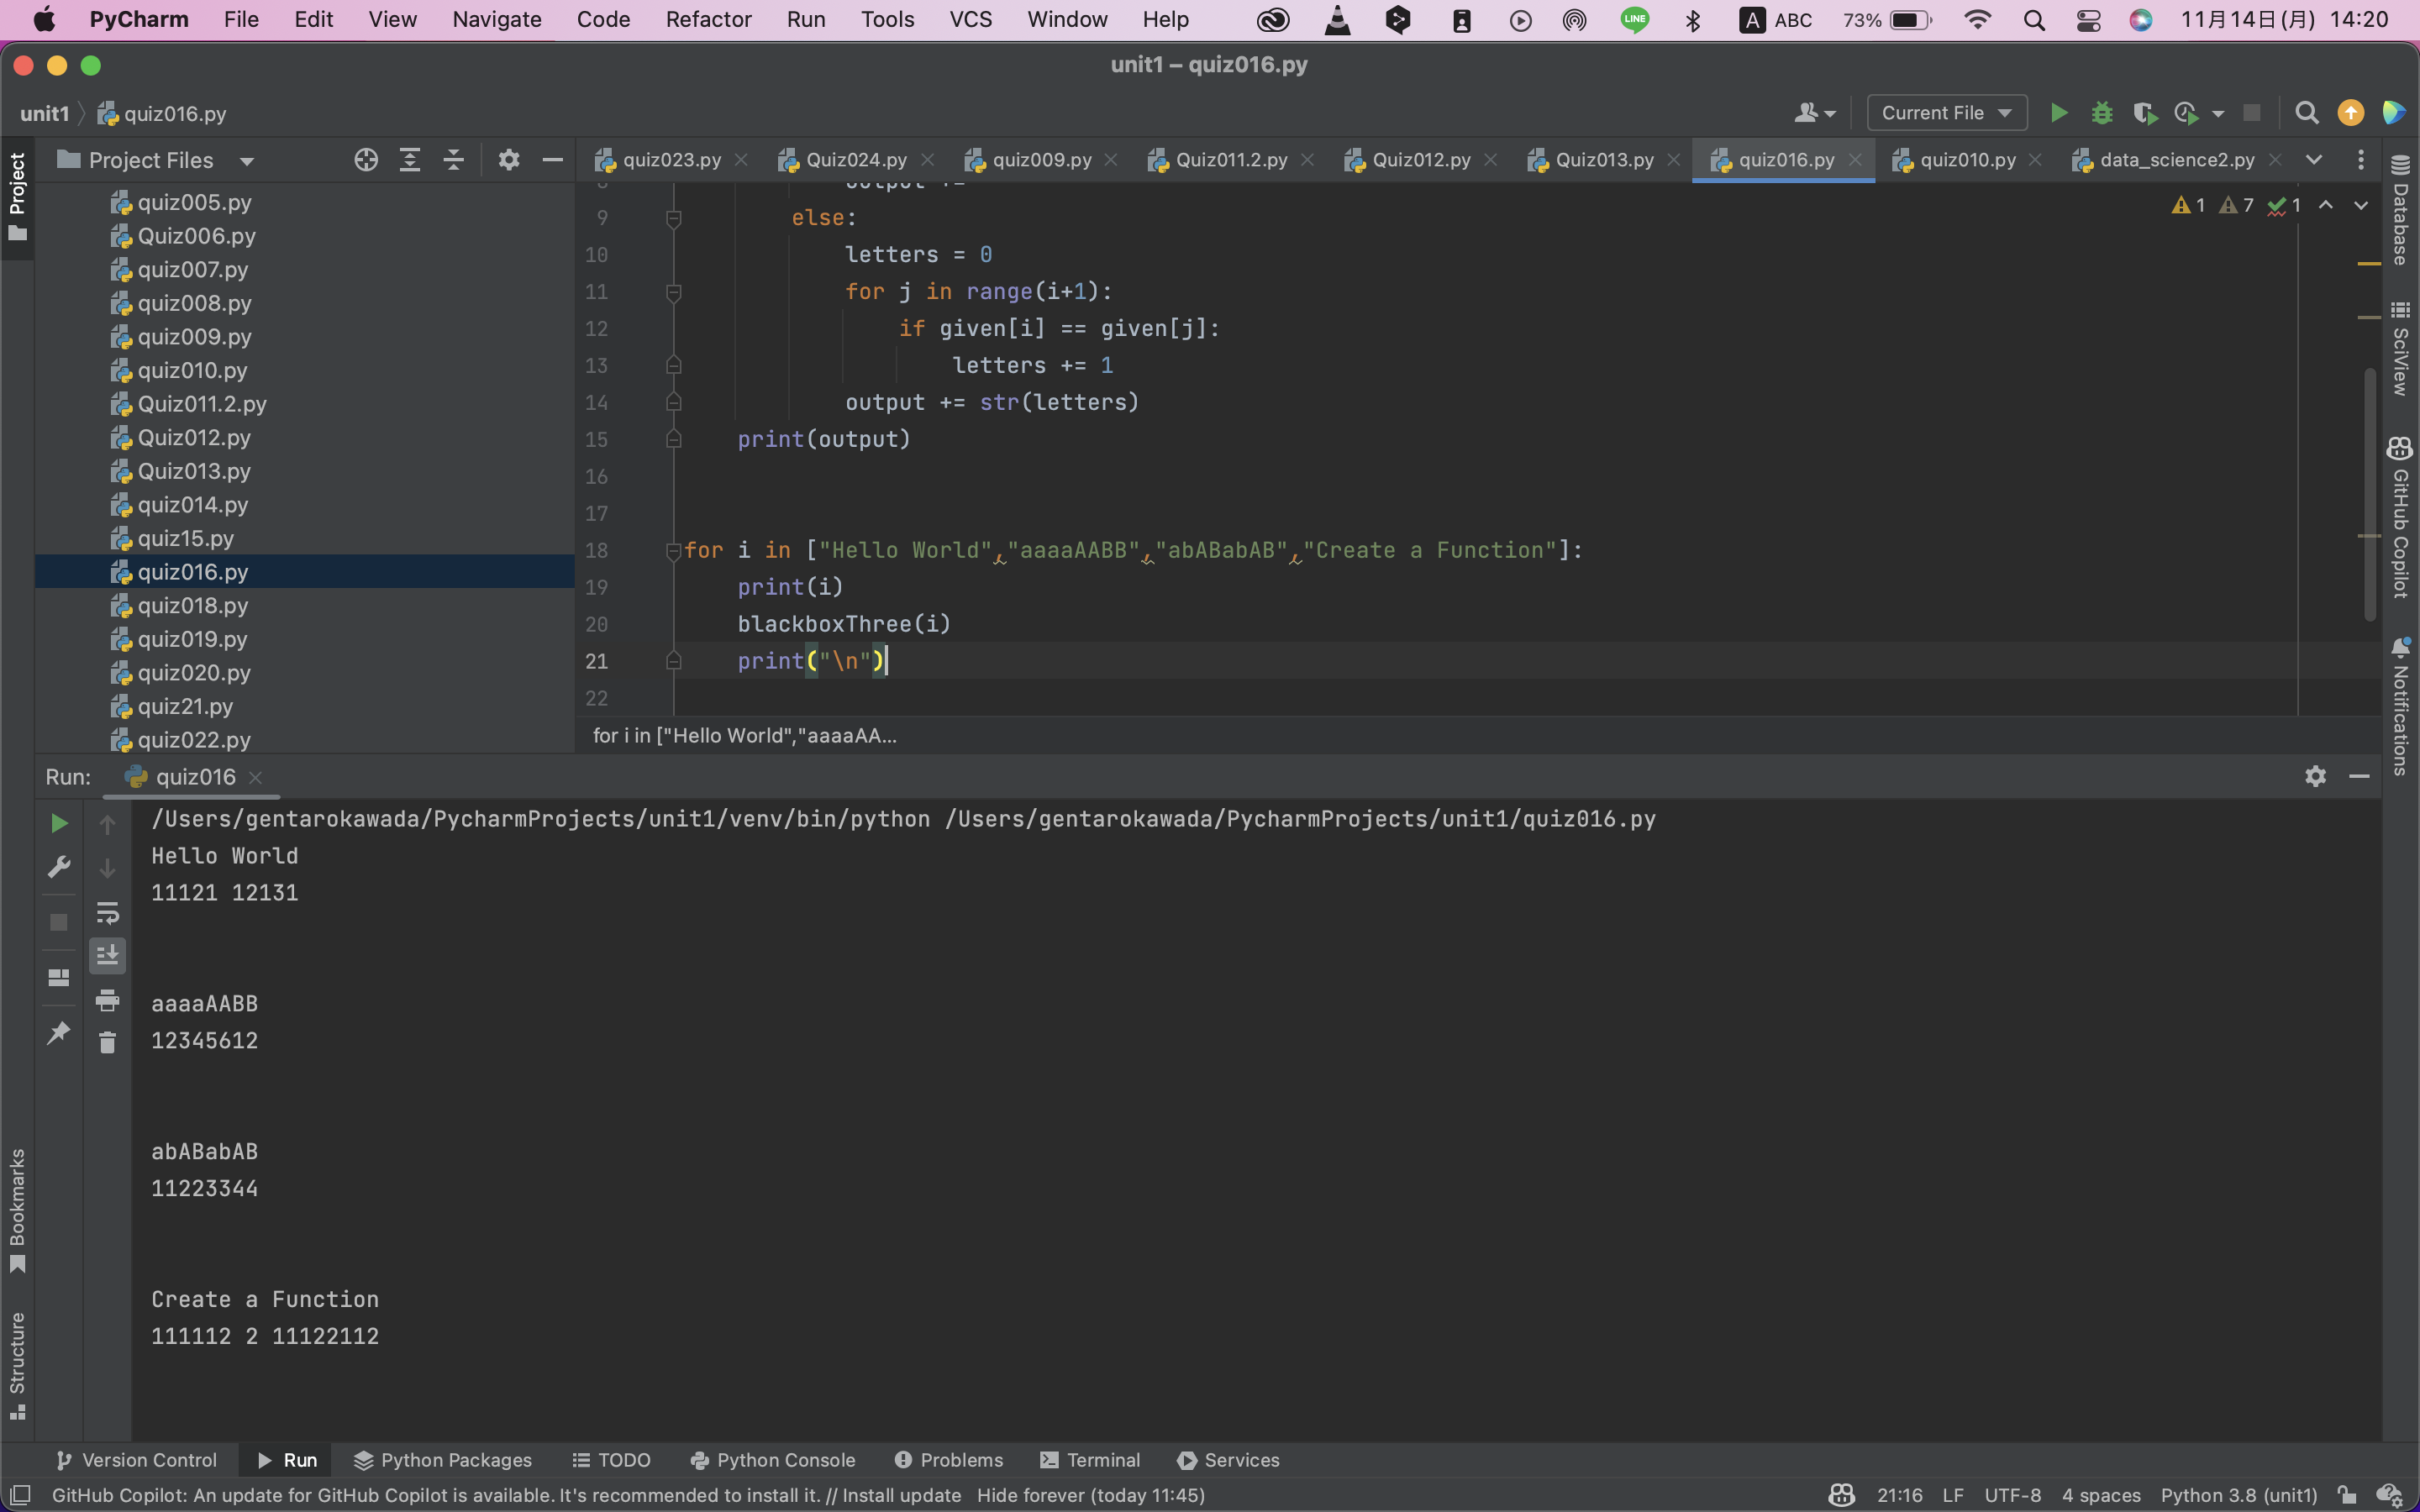 PyCharm File Edit View Navigate Code Refactor Run Tools VCS Window Help LINE A ABC 73% 11月14日(月) 14:20
unit1 – quiz016.py
unit1 quiz016.py Current File
Project Files quiz023.py Quiz024.py quiz009.py Quiz011.2.py Quiz012.py Quiz013.py quiz016.py quiz010.py data_science2.py
Project
quiz005.py
Quiz006.py
quiz007.py
quiz008.py
quiz009.py
quiz010.py
Quiz011.2.py
Quiz012.py
Quiz013.py
quiz014.py
quiz15.py
quiz016.py
quiz018.py
quiz019.py
quiz020.py
quiz21.py
quiz022.py
1 7 1
9 else:
10 letters = 0
11 for j in range(i+1):
12 if given[i] == given[j]:
13 letters += 1
14 output += str(letters)
15 print(output)
16
17
18 for i in ["Hello World","aaaaAABB","abABabAB","Create a Function"]:
19 print(i)
20 blackboxThree(i)
21 print("\n")
22
for i in ["Hello World","aaaaAA...
Database
SciView
GitHub Copilot
Notifications
Run: quiz016
/Users/gentarokawada/PycharmProjects/unit1/venv/bin/python /Users/gentarokawada/PycharmProjects/unit1/quiz016.py
Hello World
11121 12131
aaaaAABB
12345612
abABabAB
11223344
Create a Function
111112 2 11122112
Bookmarks
Structure
Version Control Run Python Packages TODO Python Console Problems Terminal Services
GitHub Copilot: An update for GitHub Copilot is available. It's recommended to install it. // Install update Hide forever (today 11:45) 21:16 LF UTF-8 4 spaces Python 3.8 (unit1)